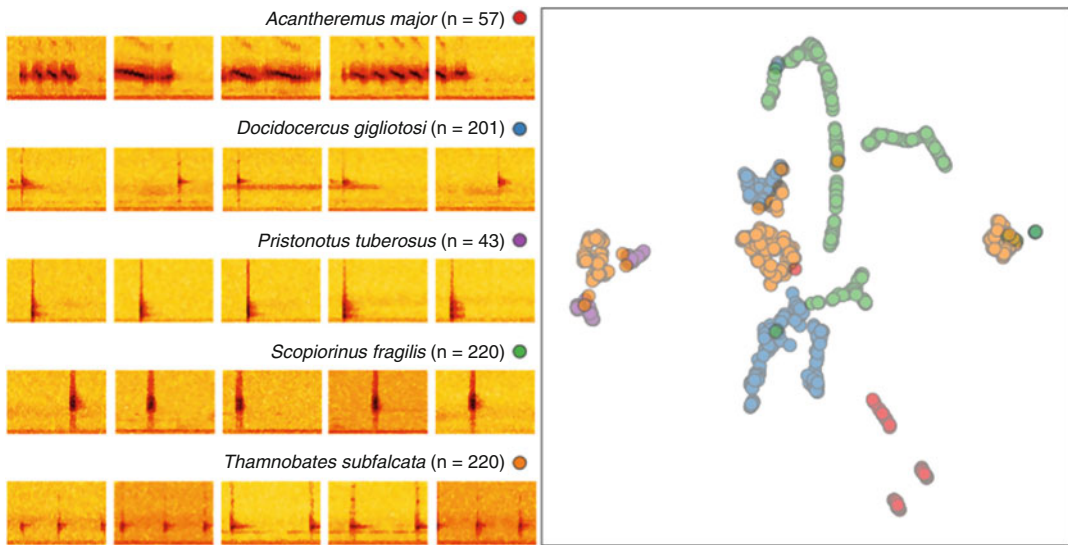 Acantheremus major (n = 57)
Docidocercus gigliotosi (n = 201)
Pristonotus tuberosus (n = 43)
Scopiorinus fragilis (n = 220)
Thamnobates subfalcata (n = 220)